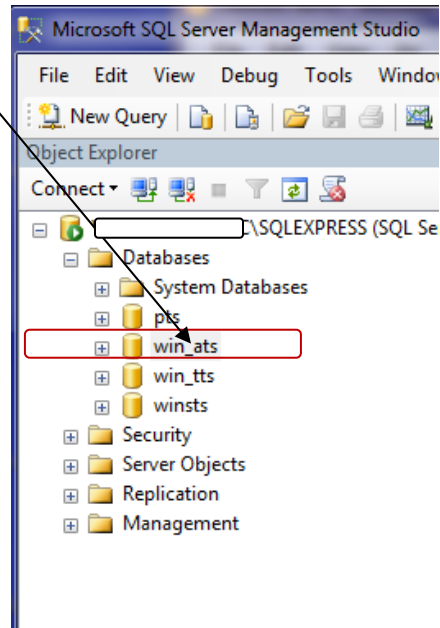 Microsoft SQL Server Management Studio
File Edit View Debug Tools Window
New Query
Object Explorer
Connect
\SQLEXPRESS (SQL Se
Databases
System Databases
pts
win_ats
win_tts
winsts
Security
Server Objects
Replication
Management